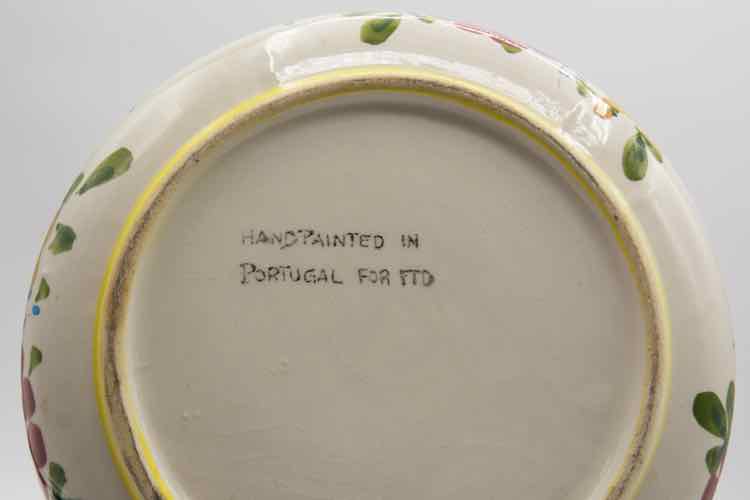 HANDPAINTED IN
PORTUGAL FOR FTD